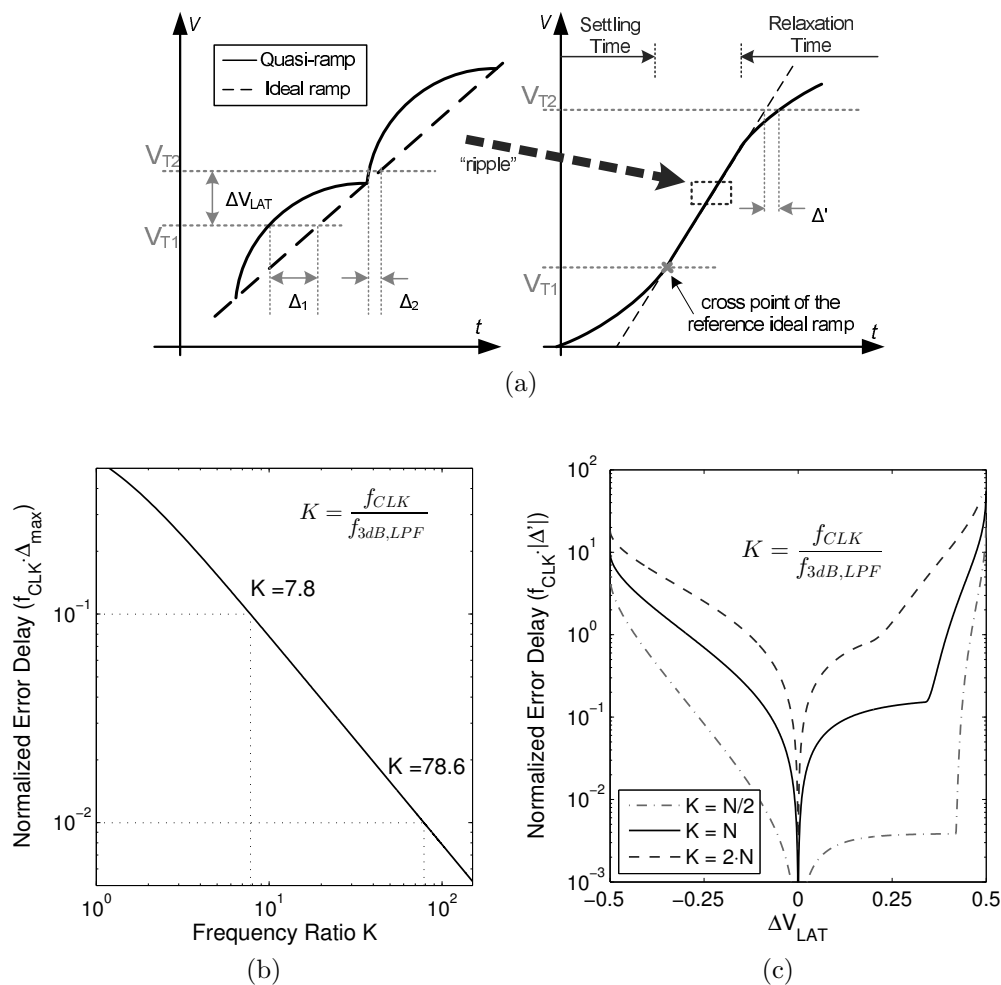 (a)
V
Quasi-ramp
Ideal ramp
V_T2
ΔV_LAT
V_T1
Δ_1
Δ_2
t
"ripple"
Settling Time
Relaxation Time
V_T2
V_T1
Δ'
cross point of the
reference ideal ramp
t
(a)
Normalized Error Delay (f_CLK·Δ_max)
10^-1
10^-2
K = f_CLK / f_3dB,LPF
K =7.8
K =78.6
10^0
10^1
10^2
Frequency Ratio K
(b)
Normalized Error Delay (f_CLK·|Δ'|)
10^2
10^1
10^0
10^-1
10^-2
10^-3
K = f_CLK / f_3dB,LPF
K = N/2
K = N
K = 2·N
−0.5
−0.25
0
0.25
0.5
ΔV_LAT
(c)